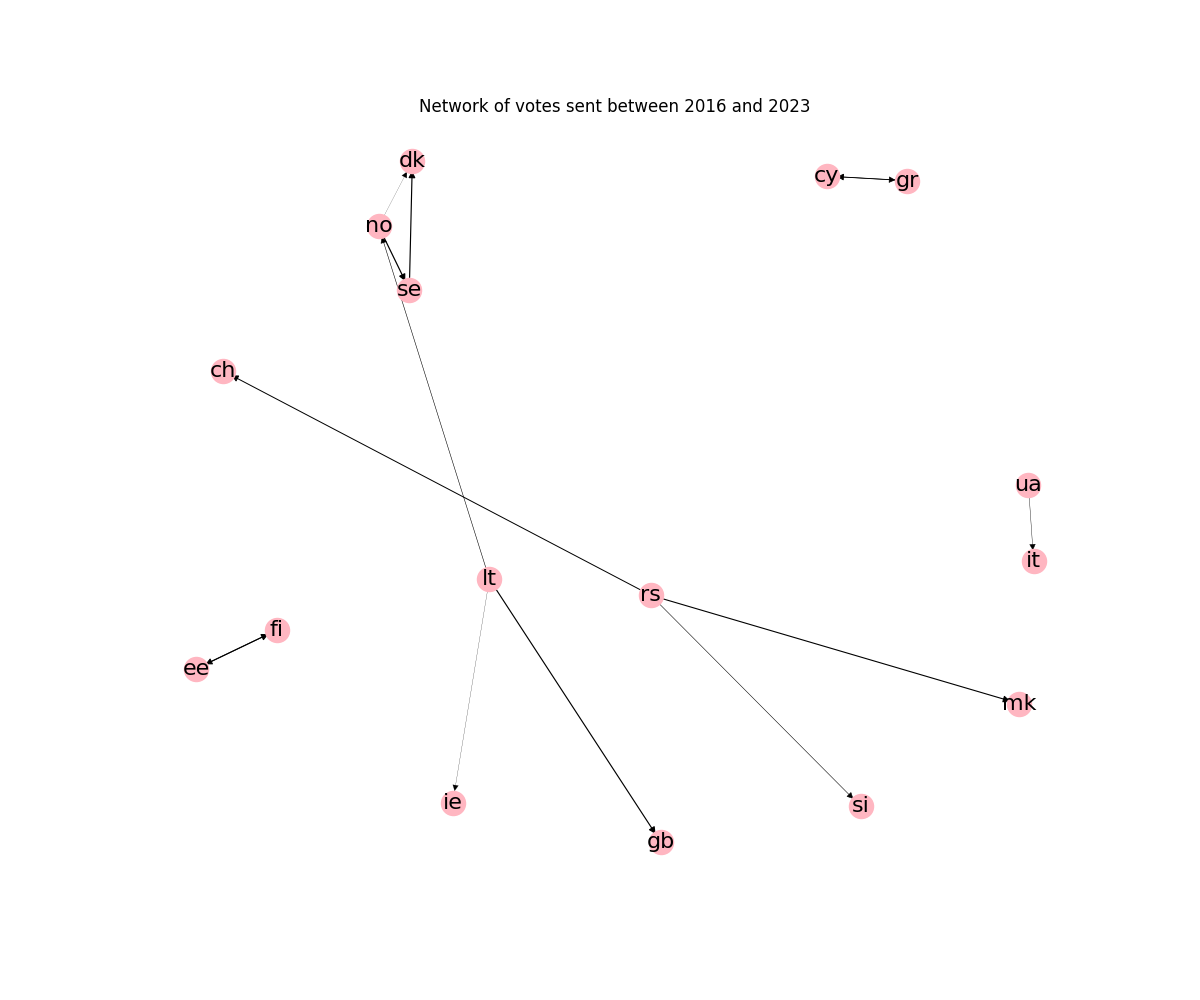 Network of votes sent between 2016 and 2023
dk
cy
gr
no
se
ch
ua
it
lt
rs
fi
ee
mk
ie
si
gb